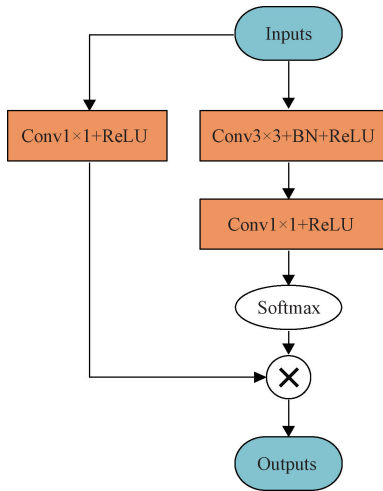 Inputs
Conv1×1+ReLU
Conv3×3+BN+ReLU
Conv1×1+ReLU
Softmax
×
Outputs